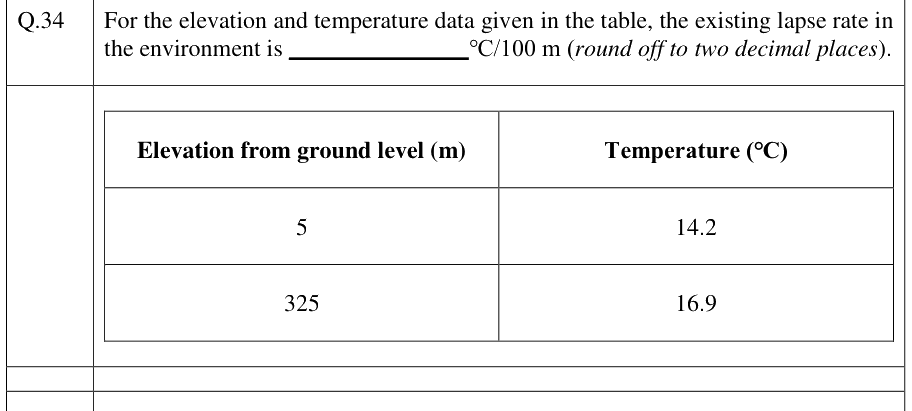 Q.34
For the elevation and temperature data given in the table, the existing lapse rate in
the environment is ________________ °C/100 m (round off to two decimal places).
Elevation from ground level (m) Temperature (°C)
5 14.2
325 16.9